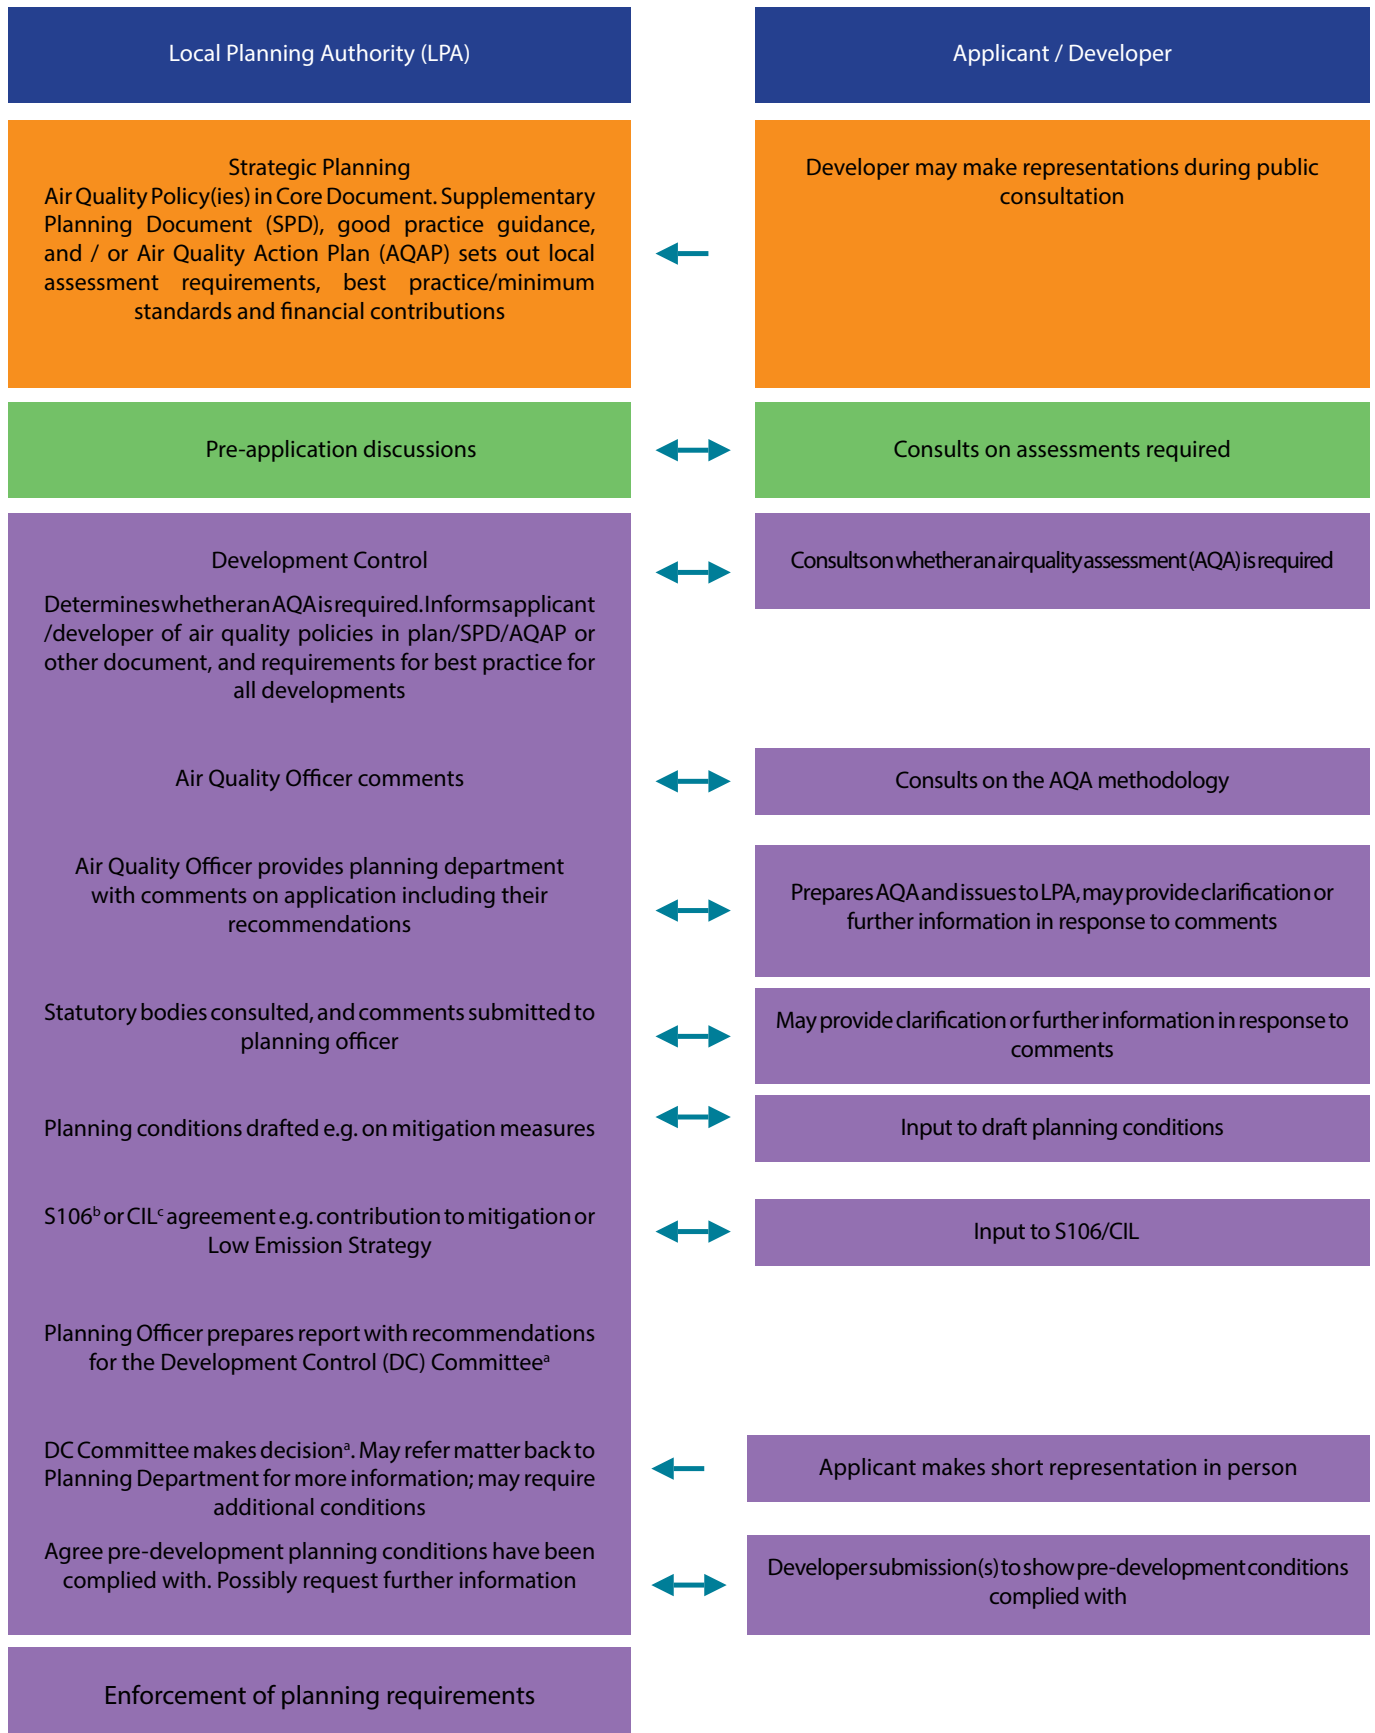 Local Planning Authority (LPA)
Applicant / Developer
Strategic Planning
Air Quality Policy(ies) in Core Document. Supplementary
Planning Document (SPD), good practice guidance,
and / or Air Quality Action Plan (AQAP) sets out local
assessment requirements, best practice/minimum
standards and financial contributions
Developer may make representations during public
consultation
Pre-application discussions
Consults on assessments required
Development Control
Determines whether an AQA is required. Informs applicant
/developer of air quality policies in plan/SPD/AQAP or
other document, and requirements for best practice for
all developments
Consults on whether an air quality assessment (AQA) is required
Air Quality Officer comments
Consults on the AQA methodology
Air Quality Officer provides planning department
with comments on application including their
recommendations
Prepares AQA and issues to LPA, may provide clarification or
further information in response to comments
Statutory bodies consulted, and comments submitted to
planning officer
May provide clarification or further information in response to
comments
Planning conditions drafted e.g. on mitigation measures
Input to draft planning conditions
S106ᵇ or CILᶜ agreement e.g. contribution to mitigation or
Low Emission Strategy
Input to S106/CIL
Planning Officer prepares report with recommendations
for the Development Control (DC) Committeeᵃ
DC Committee makes decisionᵃ. May refer matter back to
Planning Department for more information; may require
additional conditions
Applicant makes short representation in person
Agree pre-development planning conditions have been
complied with. Possibly request further information
Developer submission(s) to show pre-development conditions
complied with
Enforcement of planning requirements